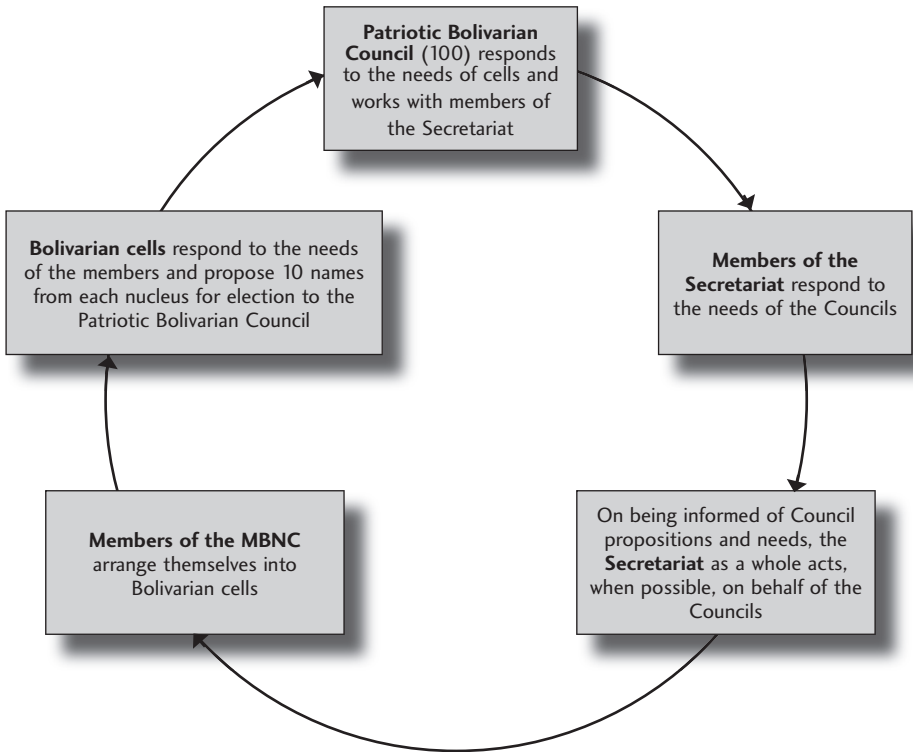 Patriotic Bolivarian
Council (100) responds
to the needs of cells and
works with members of
the Secretariat
Members of the
Secretariat respond to
the needs of the Councils
On being informed of Council
propositions and needs, the
Secretariat as a whole acts,
when possible, on behalf of the
Councils
Members of the MBNC
arrange themselves into
Bolivarian cells
Bolivarian cells respond to the needs
of the members and propose 10 names
from each nucleus for election to the
Patriotic Bolivarian Council